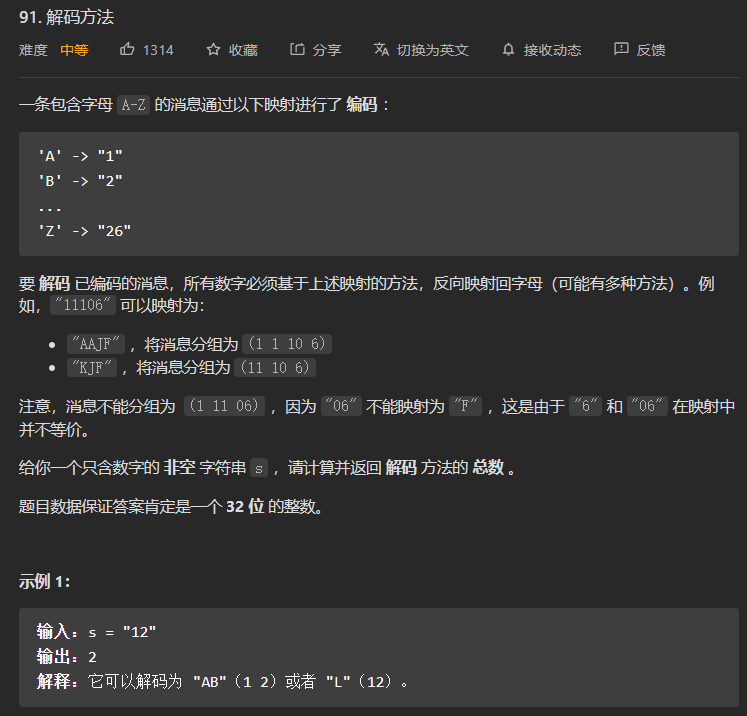 91. 解码方法
难度 中等 1314 收藏 分享 切换为英文 接收动态 反馈
一条包含字母 A-Z 的消息通过以下映射进行了 编码 ：
'A' -> "1"
'B' -> "2"
...
'Z' -> "26"
要 解码 已编码的消息，所有数字必须基于上述映射的方法，反向映射回字母（可能有多种方法）。例
如，"11106" 可以映射为：
"AAJF" ，将消息分组为 (1 1 10 6)
"KJF" ，将消息分组为 (11 10 6)
注意，消息不能分组为 (1 11 06) ，因为 "06" 不能映射为 "F" ，这是由于 "6" 和 "06" 在映射中
并不等价。
给你一个只含数字的 非空 字符串 s ，请计算并返回 解码 方法的 总数 。
题目数据保证答案肯定是一个 32 位 的整数。
示例 1：
输入：s = "12"
输出：2
解释：它可以解码为 "AB"（1 2）或者 "L"（12）。